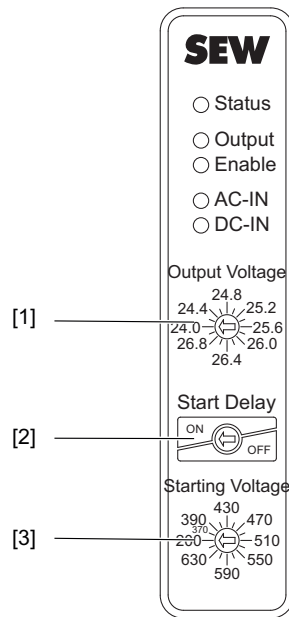 SEW
Status
Output
Enable
AC-IN
DC-IN
Output Voltage
24.8
24.4 25.2
[1] 24.0 25.6
26.8 26.0
26.4
Start Delay
[2] ON
OFF
Starting Voltage
430
390 470
370
[3] 510
630 550
590